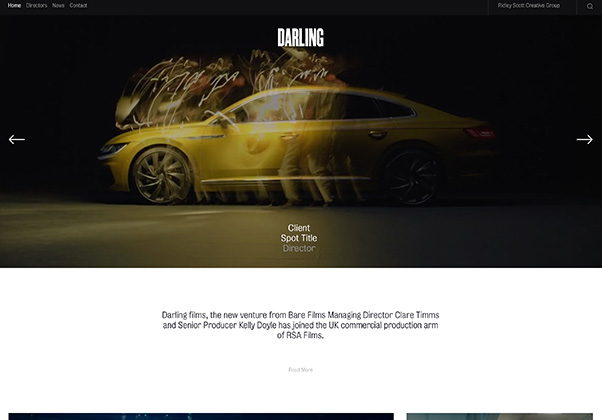 Home Directors News Contact Ridley Scott Creative Group
DARLING
Client
Spot Title
Director
Darling films, the new venture from Bare Films Managing Director Clare Timms
and Senior Producer Kelly Doyle has joined the UK commercial production arm
of RSA Films.
Read More